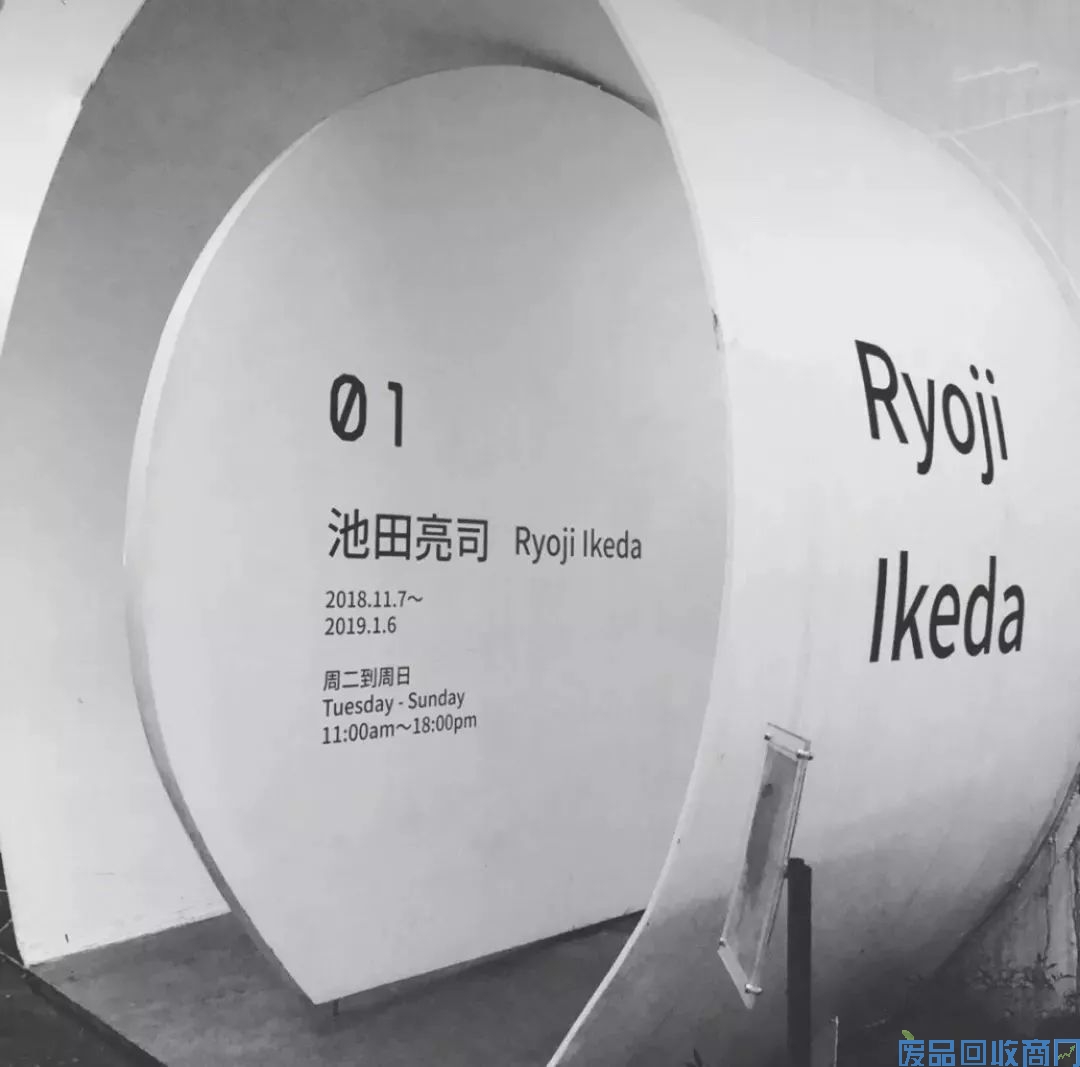 01
池田亮司 Ryoji Ikeda
2018.11.7～
2019.1.6
周二到周日
Tuesday - Sunday
11:00am～18:00pm
Ryoji
Ikeda
废品回收商网